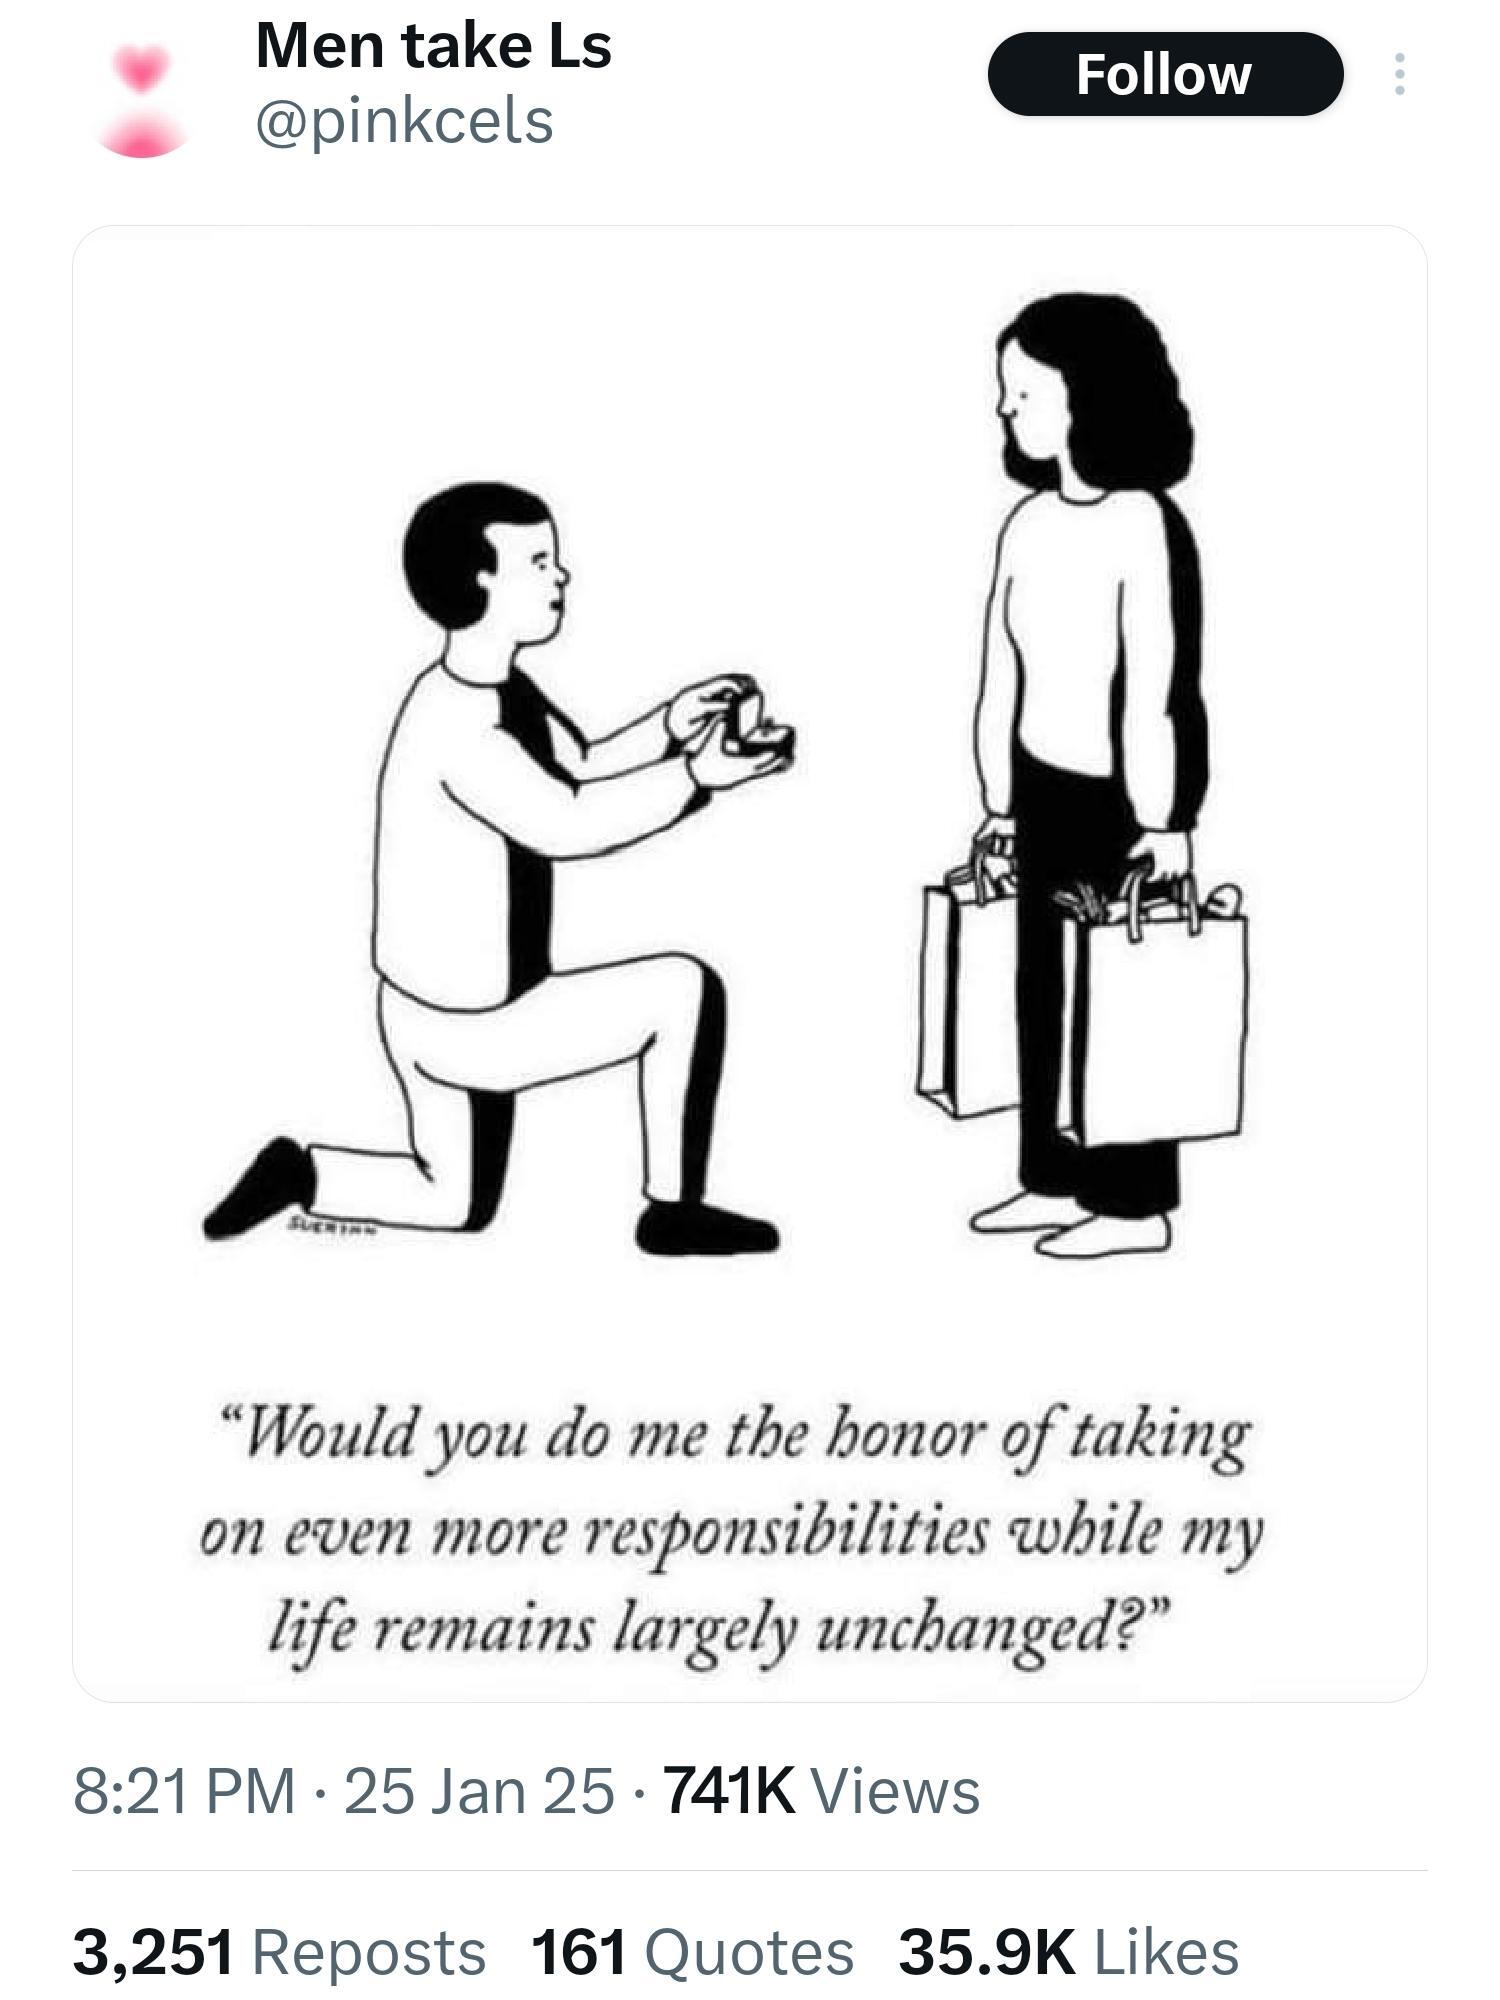 Men take Ls
Follow
@pinkcels
“Would you do me the honor of taking
on even more responsibilities while my
life remains largely unchanged?”
8:21 PM · 25 Jan 25 · 741K Views
3,251 Reposts 161 Quotes 35.9K Likes